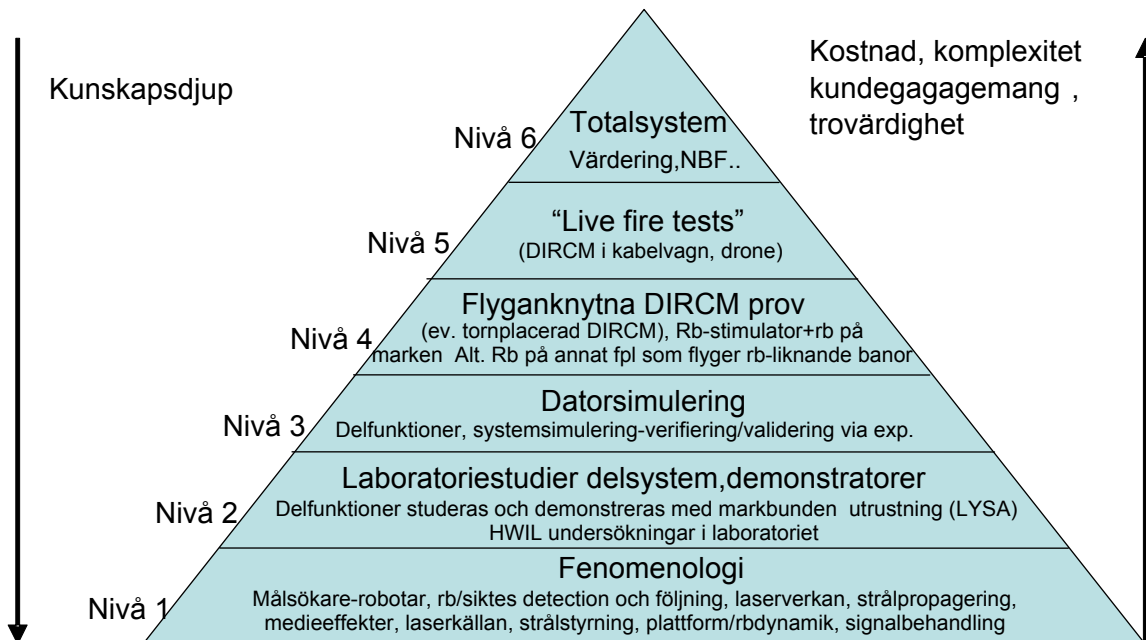 Kunskapsdjup
Kostnad, komplexitet
kundegagagemang ,
trovärdighet
Nivå 6
Totalsystem
Värdering,NBF..
Nivå 5
“Live fire tests”
(DIRCM i kabelvagn, drone)
Nivå 4
Flyganknytna DIRCM prov
(ev. tornplacerad DIRCM), Rb-stimulator+rb på
marken Alt. Rb på annat fpl som flyger rb-liknande banor
Nivå 3
Datorsimulering
Delfunktioner, systemsimulering-verifiering/validering via exp.
Nivå 2
Laboratoriestudier delsystem,demonstratorer
Delfunktioner studeras och demonstreras med markbunden utrustning (LYSA)
HWIL undersökningar i laboratoriet
Nivå 1
Fenomenologi
Målsökare-robotar, rb/siktes detection och följning, laserverkan, strålpropagering,
medieeffekter, laserkällan, strålstyrning, plattform/rbdynamik, signalbehandling